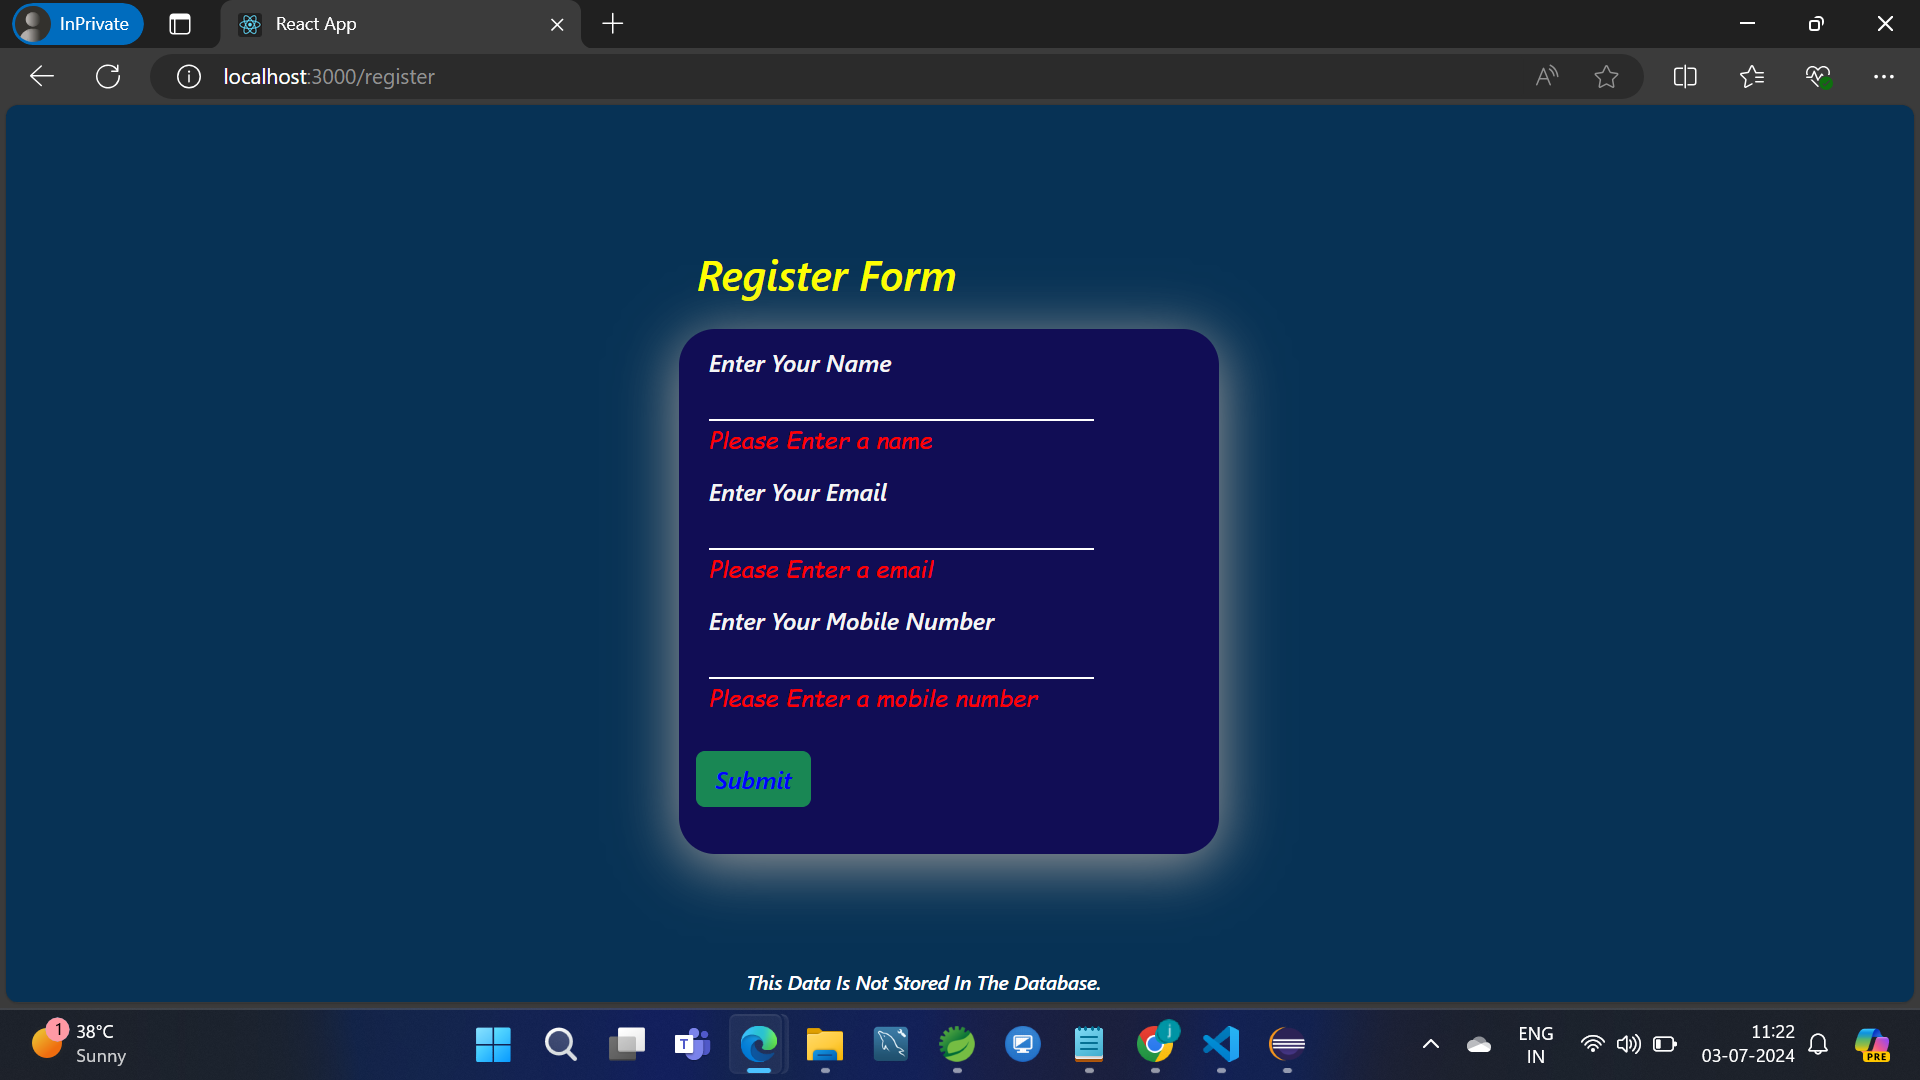 InPrivate
React App
localhost:3000/register
Register Form
Enter Your Name
Please Enter a name
Enter Your Email
Please Enter a email
Enter Your Mobile Number
Please Enter a mobile number
Submit
This Data Is Not Stored In The Database.
1
38°C
Sunny
T
j
ENG
IN
11:22
03-07-2024
PRE